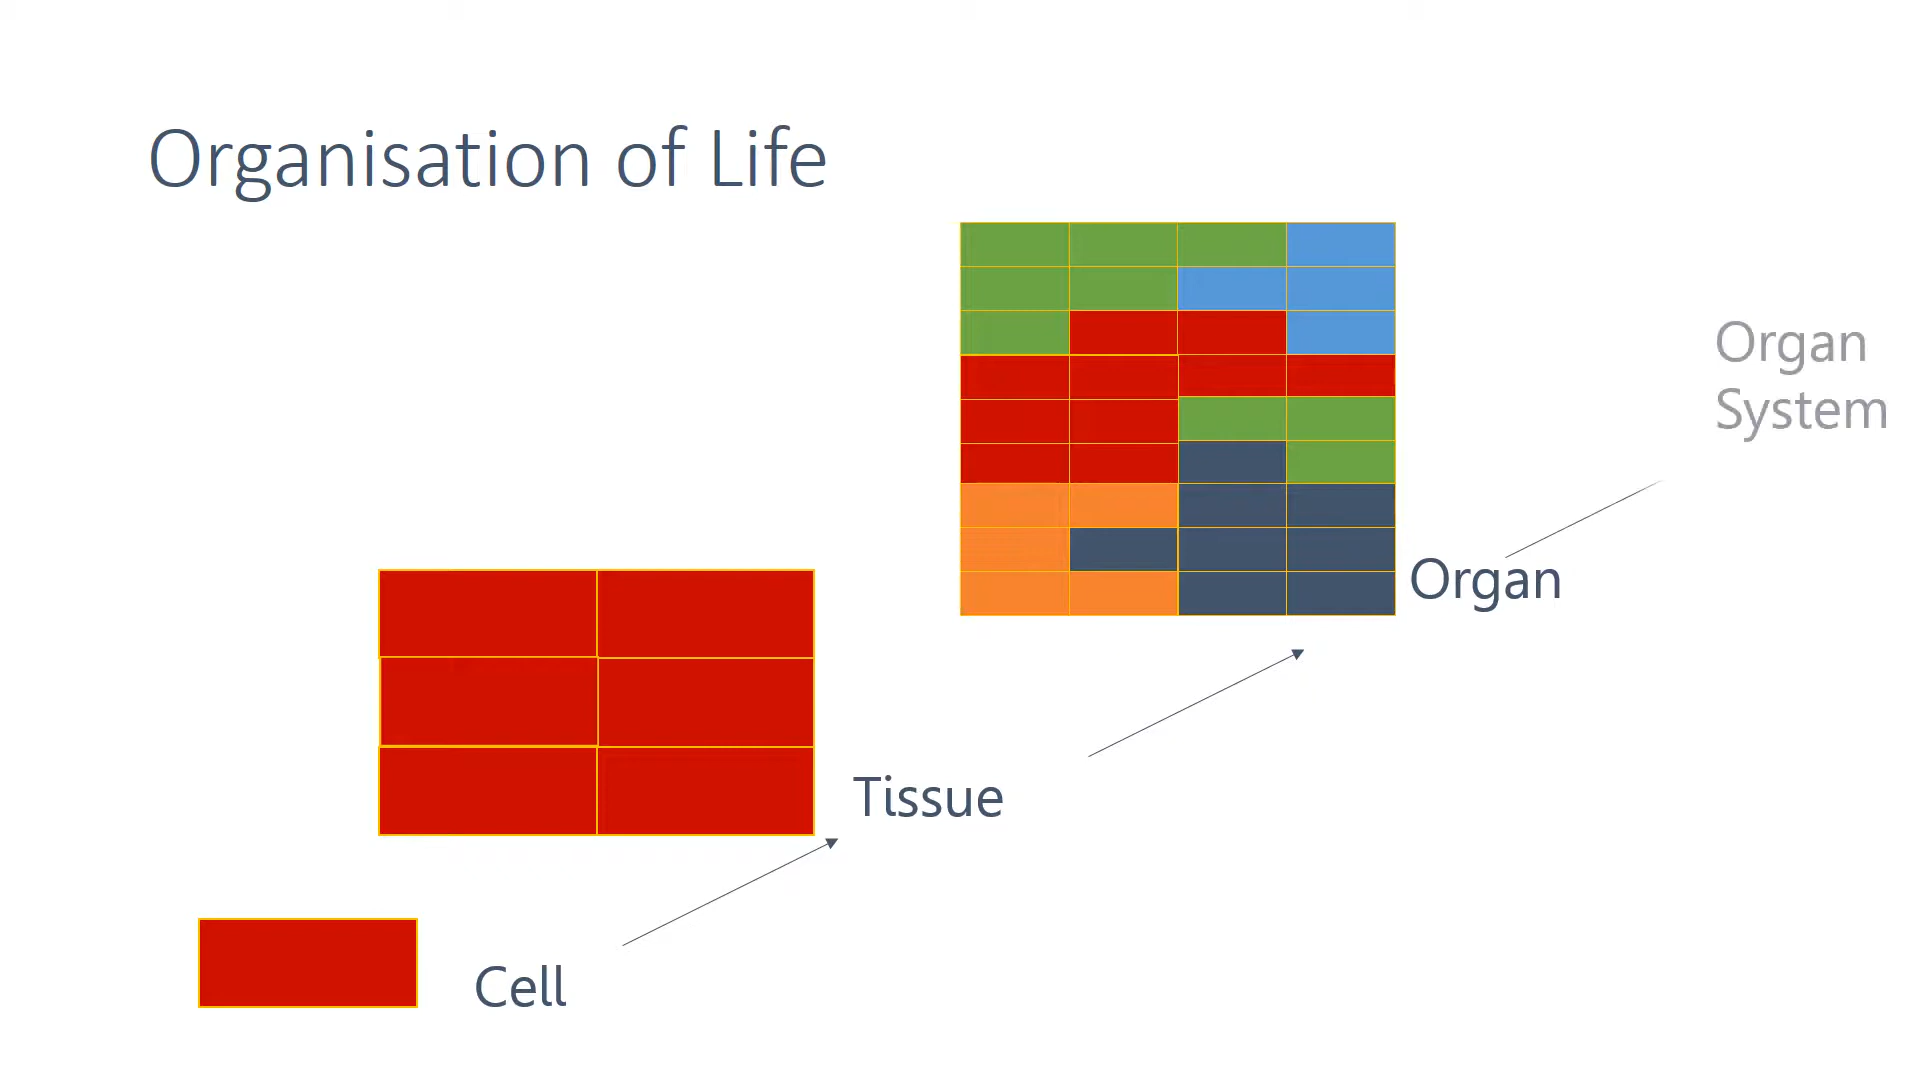 Organisation of Life
Organ
System
Organ
Tissue
Cell